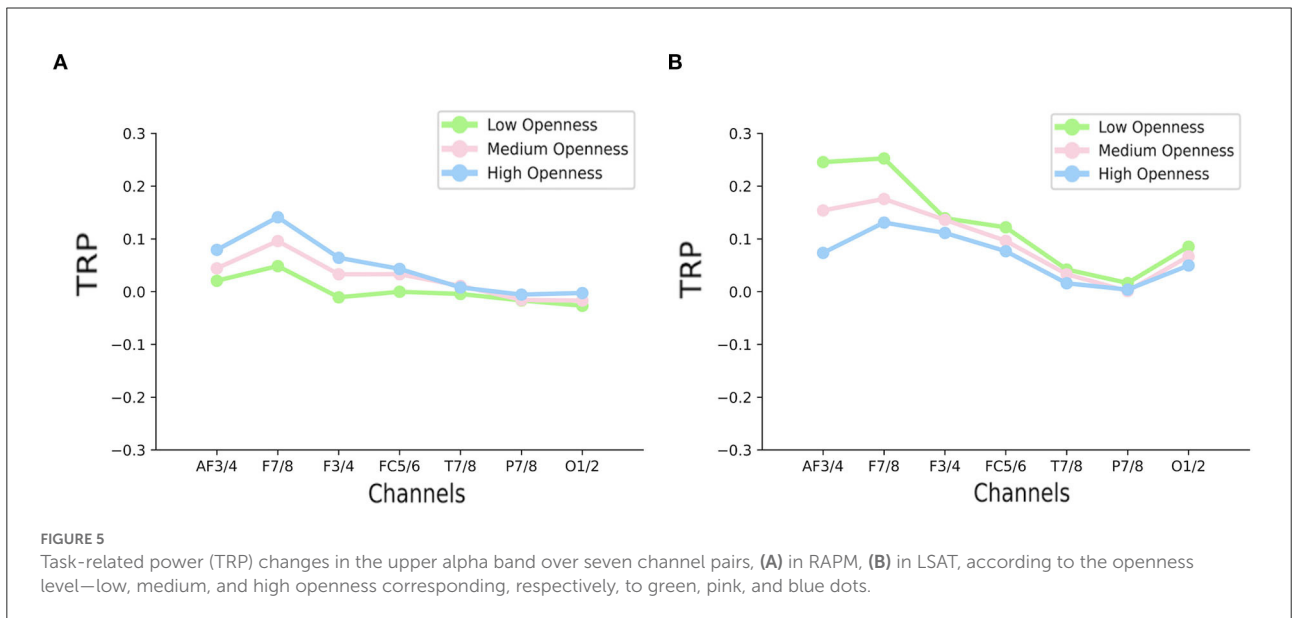 A
Low Openness
Medium Openness
High Openness
0.3
0.2
0.1
0.0
−0.1
−0.2
−0.3
TRP
AF3/4 F7/8 F3/4 FC5/6 T7/8 P7/8 O1/2
Channels
B
Low Openness
Medium Openness
High Openness
0.3
0.2
0.1
0.0
−0.1
−0.2
−0.3
TRP
AF3/4 F7/8 F3/4 FC5/6 T7/8 P7/8 O1/2
Channels
FIGURE 5
Task-related power (TRP) changes in the upper alpha band over seven channel pairs, (A) in RAPM, (B) in LSAT, according to the openness
level—low, medium, and high openness corresponding, respectively, to green, pink, and blue dots.